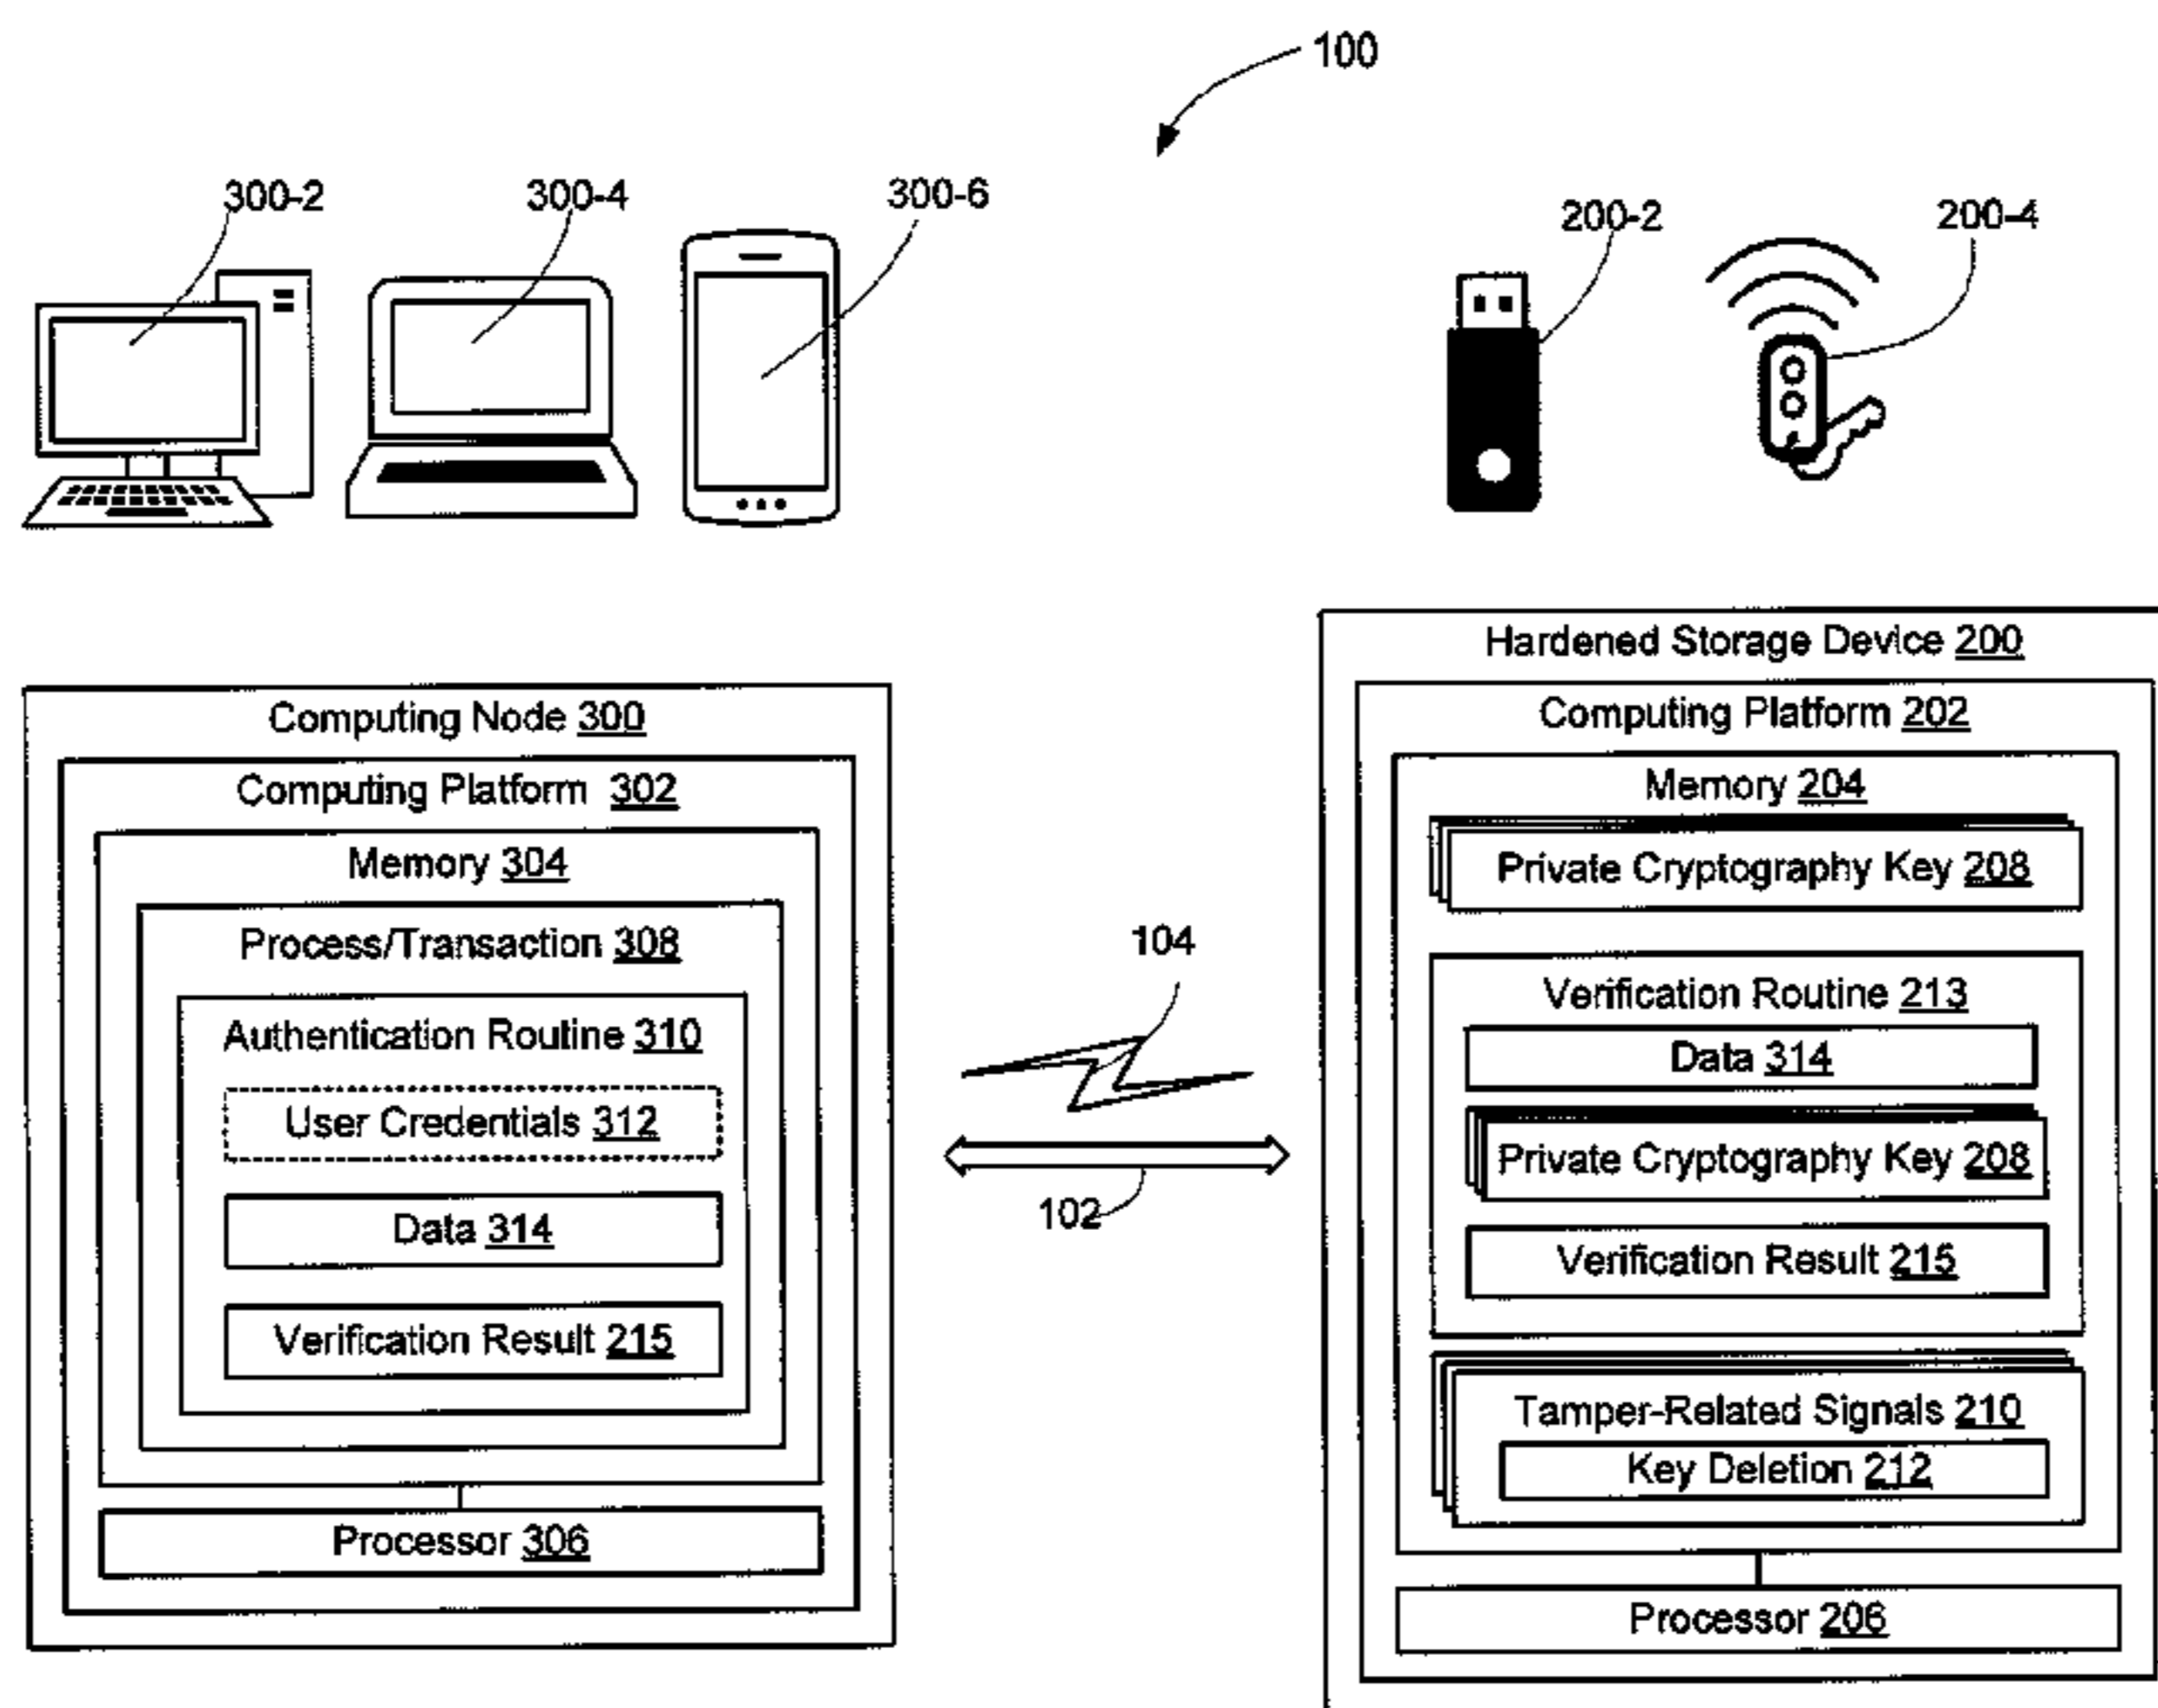 100
300-2
300-4
300-6
200-2
200-4
Computing Node 300
Computing Platform 302
Memory 304
Process/Transaction 308
Authentication Routine 310
User Credentials 312
Data 314
Verification Result 215
Processor 306
104
102
Hardened Storage Device 200
Computing Platform 202
Memory 204
Private Cryptography Key 208
Verification Routine 213
Data 314
Private Cryptography Key 208
Verification Result 215
Tamper-Related Signals 210
Key Deletion 212
Processor 206